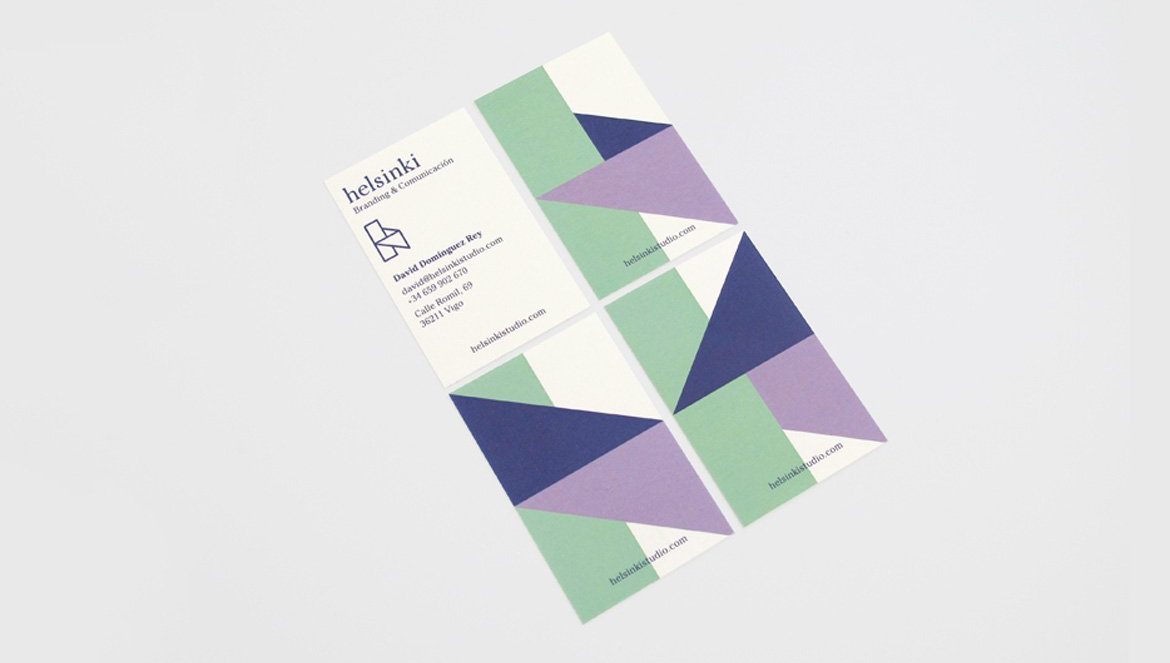 helsinki
Branding & Comunicación
David Domínguez Rey
david@helsinkistudio.com
+34 659 902 670
Calle Romil, 69
36211 Vigo
helsinkistudio.com
helsinkistudio.com
helsinkistudio.com
helsinkistudio.com